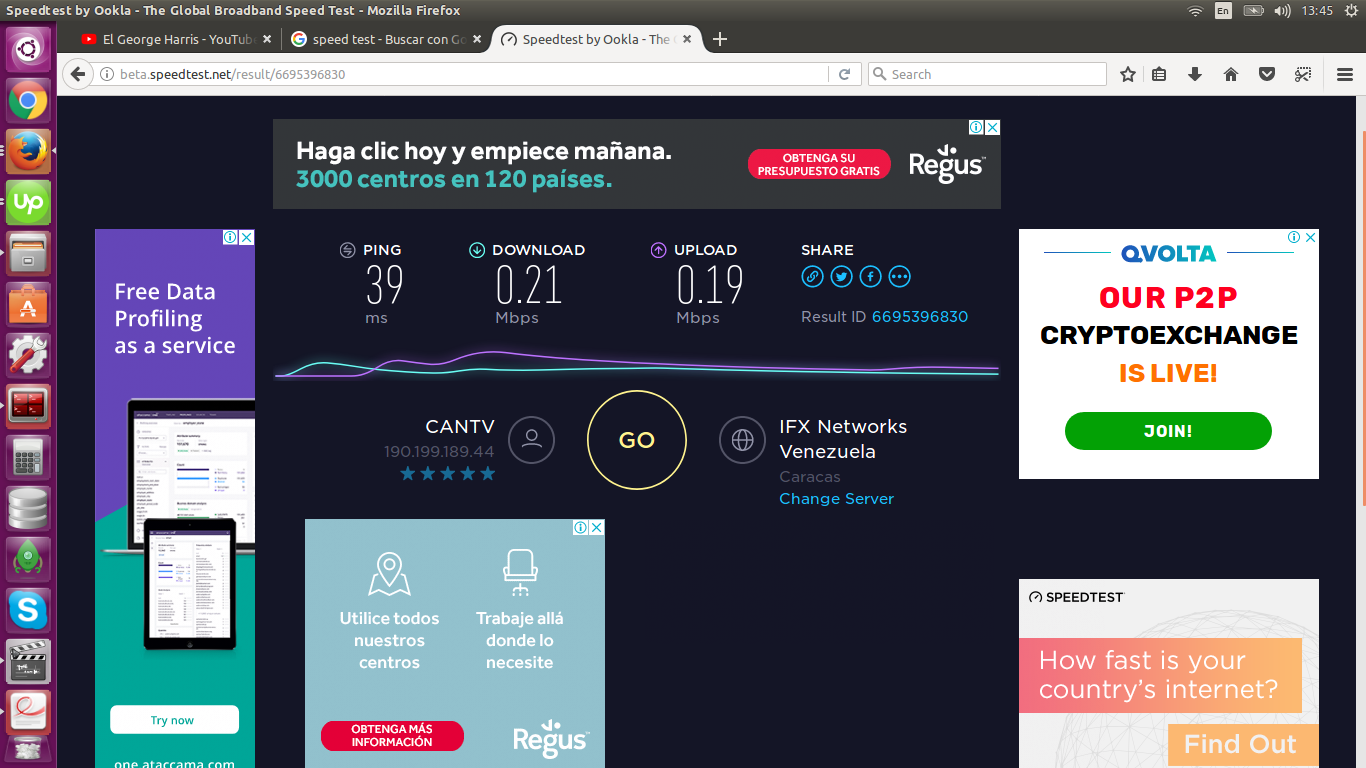 Speedtest by Ookla - The Global Broadband Speed Test - Mozilla Firefox
En
13:45
El George Harris - YouTube
speed test - Buscar con Go
Speedtest by Ookla - The
beta.speedtest.net/result/6695396830
Search
Haga clic hoy y empiece mañana.
3000 centros en 120 países.
OBTENGA SU
PRESUPUESTO GRATIS
Regus
Free Data
Profiling
as a service
Try now
one.ataccama.com
PING
39
ms
DOWNLOAD
0.21
Mbps
UPLOAD
0.19
Mbps
SHARE
Result ID 6695396830
CANTV
190.199.189.44
GO
IFX Networks
Venezuela
Caracas
Change Server
QVOLTA
OUR P2P
CRYPTOEXCHANGE
IS LIVE!
JOIN!
Utilice todos
nuestros
centros
Trabaje allá
donde lo
necesite
OBTENGA MÁS
INFORMACIÓN
Regus
SPEEDTEST
How fast is your
country's internet?
Find Out